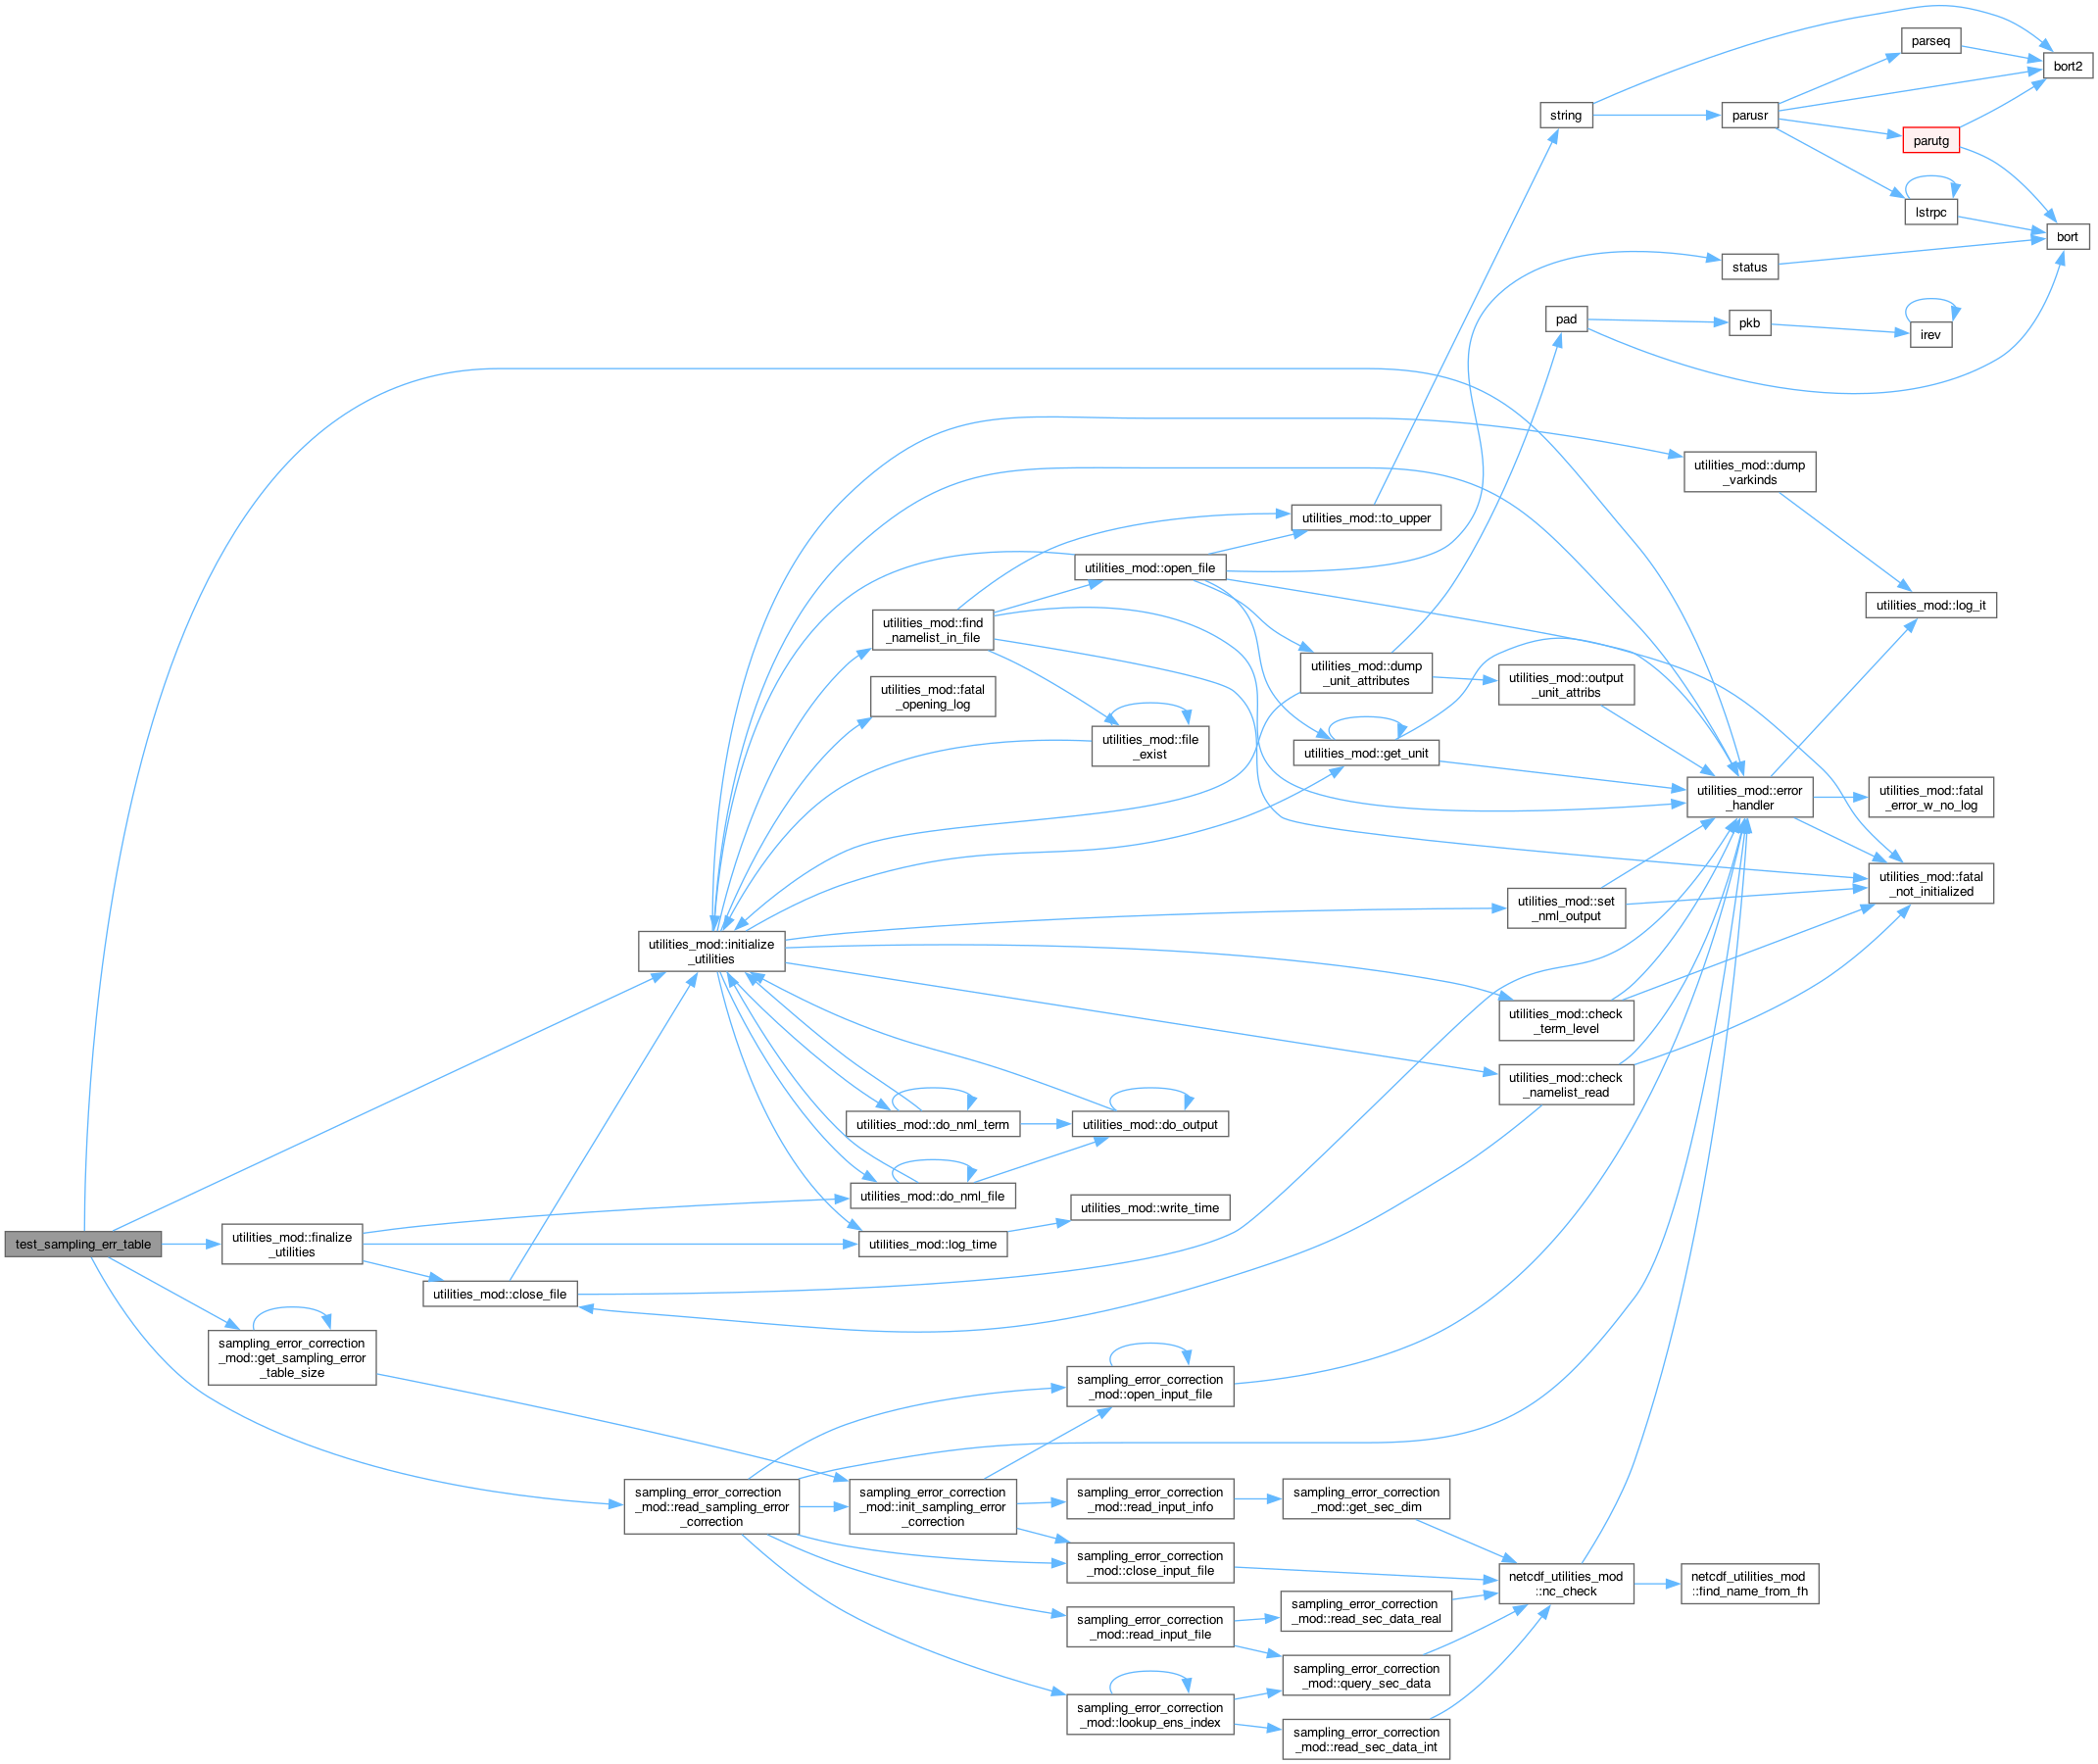 parseq
bort2
string
parusr
parutg
lstrpc
bort
status
pad
pkb
irev
utilities_mod::dump
_varkinds
utilities_mod::to_upper
utilities_mod::open_file
utilities_mod::log_it
utilities_mod::find
_namelist_in_file
utilities_mod::dump
_unit_attributes
utilities_mod::output
_unit_attribs
utilities_mod::fatal
_opening_log
utilities_mod::file
_exist
utilities_mod::get_unit
utilities_mod::error
_handler
utilities_mod::fatal
_error_w_no_log
utilities_mod::fatal
_not_initialized
utilities_mod::set
_nml_output
utilities_mod::initialize
_utilities
utilities_mod::check
_term_level
utilities_mod::check
_namelist_read
utilities_mod::do_nml_term
utilities_mod::do_output
utilities_mod::do_nml_file
utilities_mod::write_time
test_sampling_err_table
utilities_mod::finalize
_utilities
utilities_mod::log_time
utilities_mod::close_file
sampling_error_correction
_mod::get_sampling_error
_table_size
sampling_error_correction
_mod::open_input_file
sampling_error_correction
_mod::read_sampling_error
_correction
sampling_error_correction
_mod::init_sampling_error
_correction
sampling_error_correction
_mod::read_input_info
sampling_error_correction
_mod::get_sec_dim
sampling_error_correction
_mod::close_input_file
netcdf_utilities_mod
::nc_check
netcdf_utilities_mod
::find_name_from_fh
sampling_error_correction
_mod::read_input_file
sampling_error_correction
_mod::read_sec_data_real
sampling_error_correction
_mod::query_sec_data
sampling_error_correction
_mod::lookup_ens_index
sampling_error_correction
_mod::read_sec_data_int